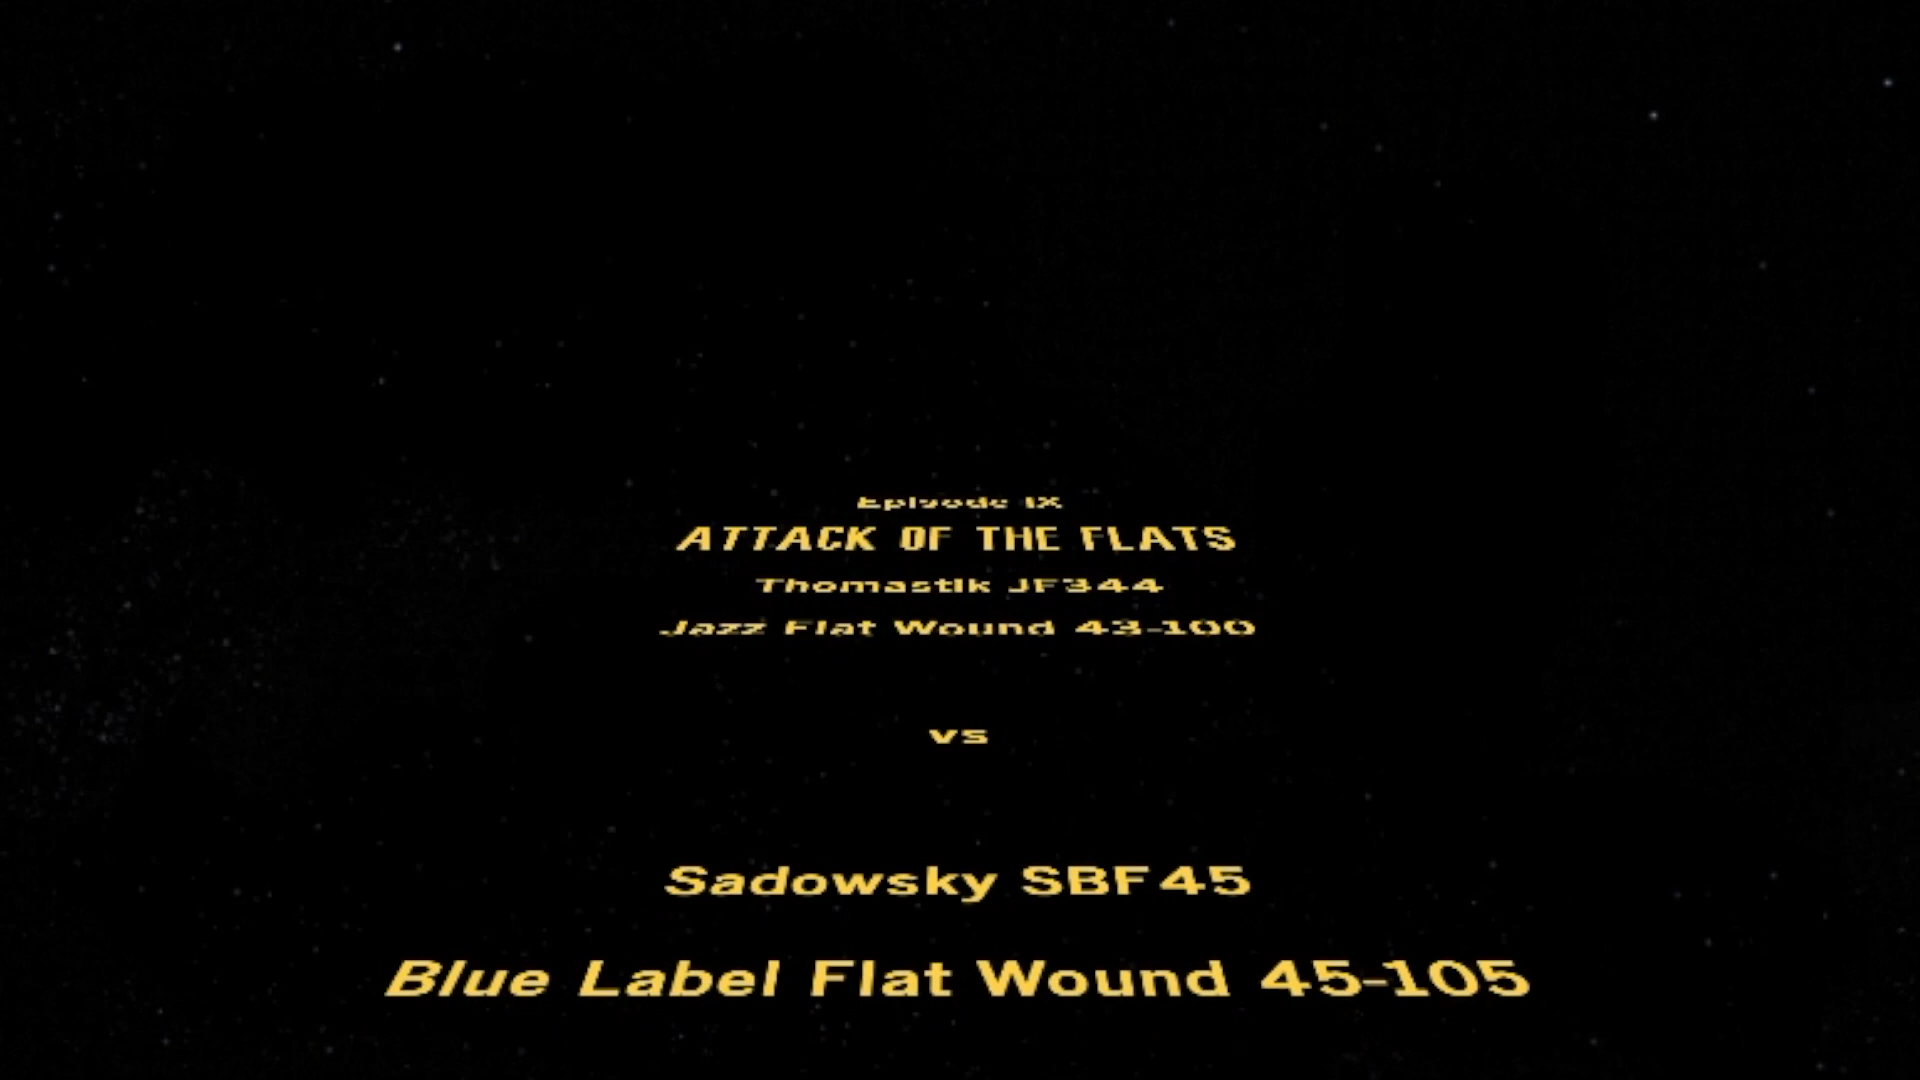 Episode IX
ATTACK OF THE FLATS
Thomastik JF344
Jazz Flat Wound 43-100
vs
Sadowsky SBF45
Blue Label Flat Wound 45-105